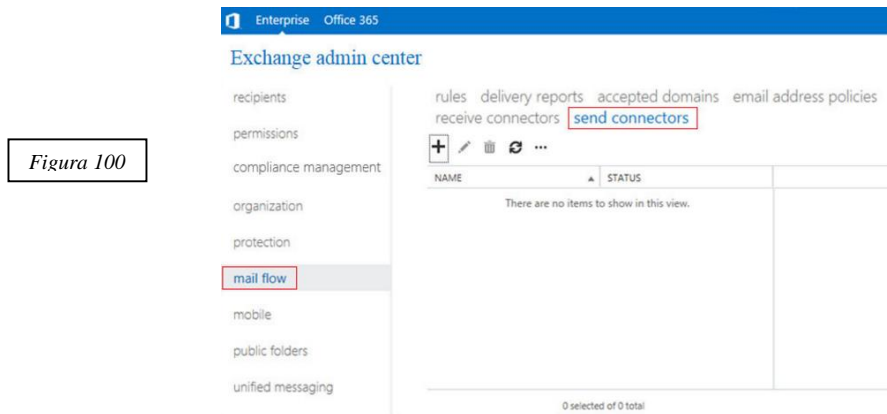 Enterprise Office 365
Exchange admin center
Figura 100
recipients
permissions
compliance management
organization
protection
mail flow
mobile
public folders
unified messaging
rules delivery reports accepted domains email address policies
receive connectors send connectors
NAME STATUS
There are no items to show in this view.
0 selected of 0 total